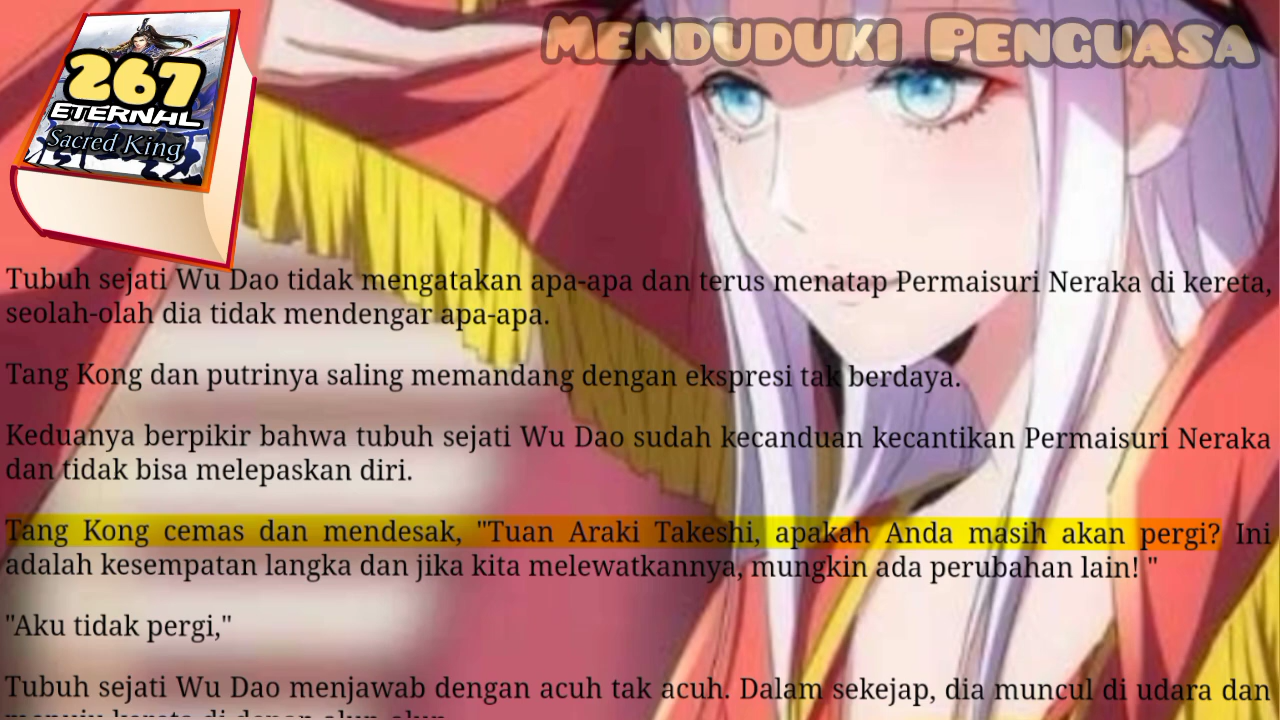 Menduduki Penguasa
267
ETERNAL
Sacred King
Tubuh sejati Wu Dao tidak mengatakan apa-apa dan terus menatap Permaisuri Neraka di kereta,
seolah-olah dia tidak mendengar apa-apa.
Tang Kong dan putrinya saling memandang dengan ekspresi tak berdaya.
Keduanya berpikir bahwa tubuh sejati Wu Dao sudah kecanduan kecantikan Permaisuri Neraka
dan tidak bisa melepaskan diri.
Tang Kong cemas dan mendesak, "Tuan Araki Takeshi, apakah Anda masih akan pergi? Ini
adalah kesempatan langka dan jika kita melewatkannya, mungkin ada perubahan lain! "
"Aku tidak pergi,"
Tubuh sejati Wu Dao menjawab dengan acuh tak acuh. Dalam sekejap, dia muncul di udara dan